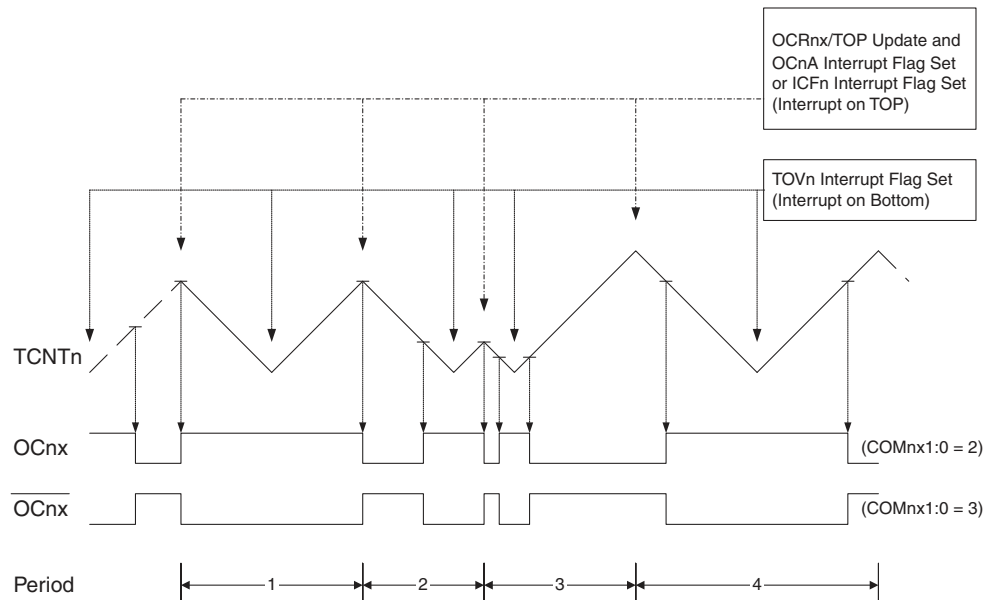 OCRnx/TOP Update and
OCnA Interrupt Flag Set
or ICFn Interrupt Flag Set
(Interrupt on TOP)
TOVn Interrupt Flag Set
(Interrupt on Bottom)
TCNTn
OCnx
(COMnx1:0 = 2)
OCnx
(COMnx1:0 = 3)
Period
1
2
3
4